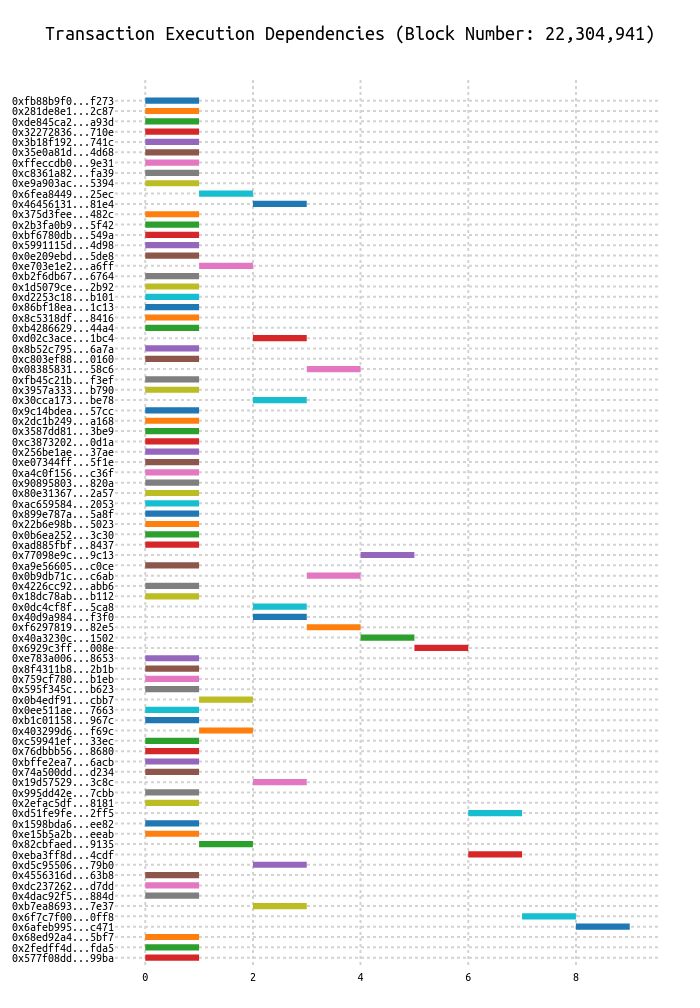 Transaction Execution Dependencies (Block Number: 22,304,941)
0xfb88b9f0...f273
0x281de8e1...2c87
0xde845ca2...a93d
0x32272836...710e
0x3b18f192...741c
0x35e0a81d...4d68
0xffeccdb0...9e31
0xc8361a82...fa39
0xe9a903ac...5394
0x6fea8449...25ec
0x46456131...81e4
0x375d3fee...482c
0x2b3fa0b9...5f42
0xbf6780db...549a
0x5991115d...4d98
0x0e209ebd...5de8
0xe703e1e2...a6ff
0xb2f6db67...6764
0x1d5079ce...2b92
0xd2253c18...b101
0x86bf18ea...1c13
0x8c5318df...8416
0xb4286629...44a4
0xd02c3ace...1bc4
0x8b52c795...6a7a
0xc803ef88...0160
0x08385831...58c6
0xfb45c21b...f3ef
0x3957a333...b790
0x30cca173...be78
0x9c14bdea...57cc
0x2dc1b249...a168
0x3587dd81...3be9
0xc3873202...0d1a
0x256be1ae...37ae
0xe07344ff...5f1e
0xa4c0f156...c36f
0x90895803...820a
0x80e31367...2a57
0xac659584...2053
0x899e787a...5a8f
0x22b6e98b...5023
0x0b6ea252...3c30
0xad885fbf...8437
0x77098e9c...9c13
0xa9e56605...c0ce
0x0b9db71c...c6ab
0x4226cc92...abb6
0x18dc78ab...b112
0x0dc4cf8f...5ca8
0x40d9a984...f3f0
0xf6297819...82e5
0x40a3230c...1502
0x6929c3ff...008e
0xe783a006...8653
0x8f4311b8...2b1b
0x759cf780...b1eb
0x595f345c...b623
0x0b4edf91...cbb7
0x0ee511ae...7663
0xb1c01158...967c
0x403299d6...f69c
0xc59941ef...33ec
0x76dbbb56...8680
0xbffe2ea7...6acb
0x74a500dd...d234
0x19d57529...3c8c
0x995dd42e...7cbb
0x2efac5df...8181
0xd51fe9fe...2ff5
0x1598bda6...ee82
0xe15b5a2b...eeab
0x82cbfaed...9135
0xeba3ff8d...4cdf
0xd5c95506...79b0
0x4556316d...63b8
0xdc237262...d7dd
0x4dac92f5...884d
0xb7ea8693...7e37
0x6f7c7f00...0ff8
0x6afeb995...c471
0x68ed92a4...5bf7
0x2fedff4d...fda5
0x577f08dd...99ba
0 2 4 6 8